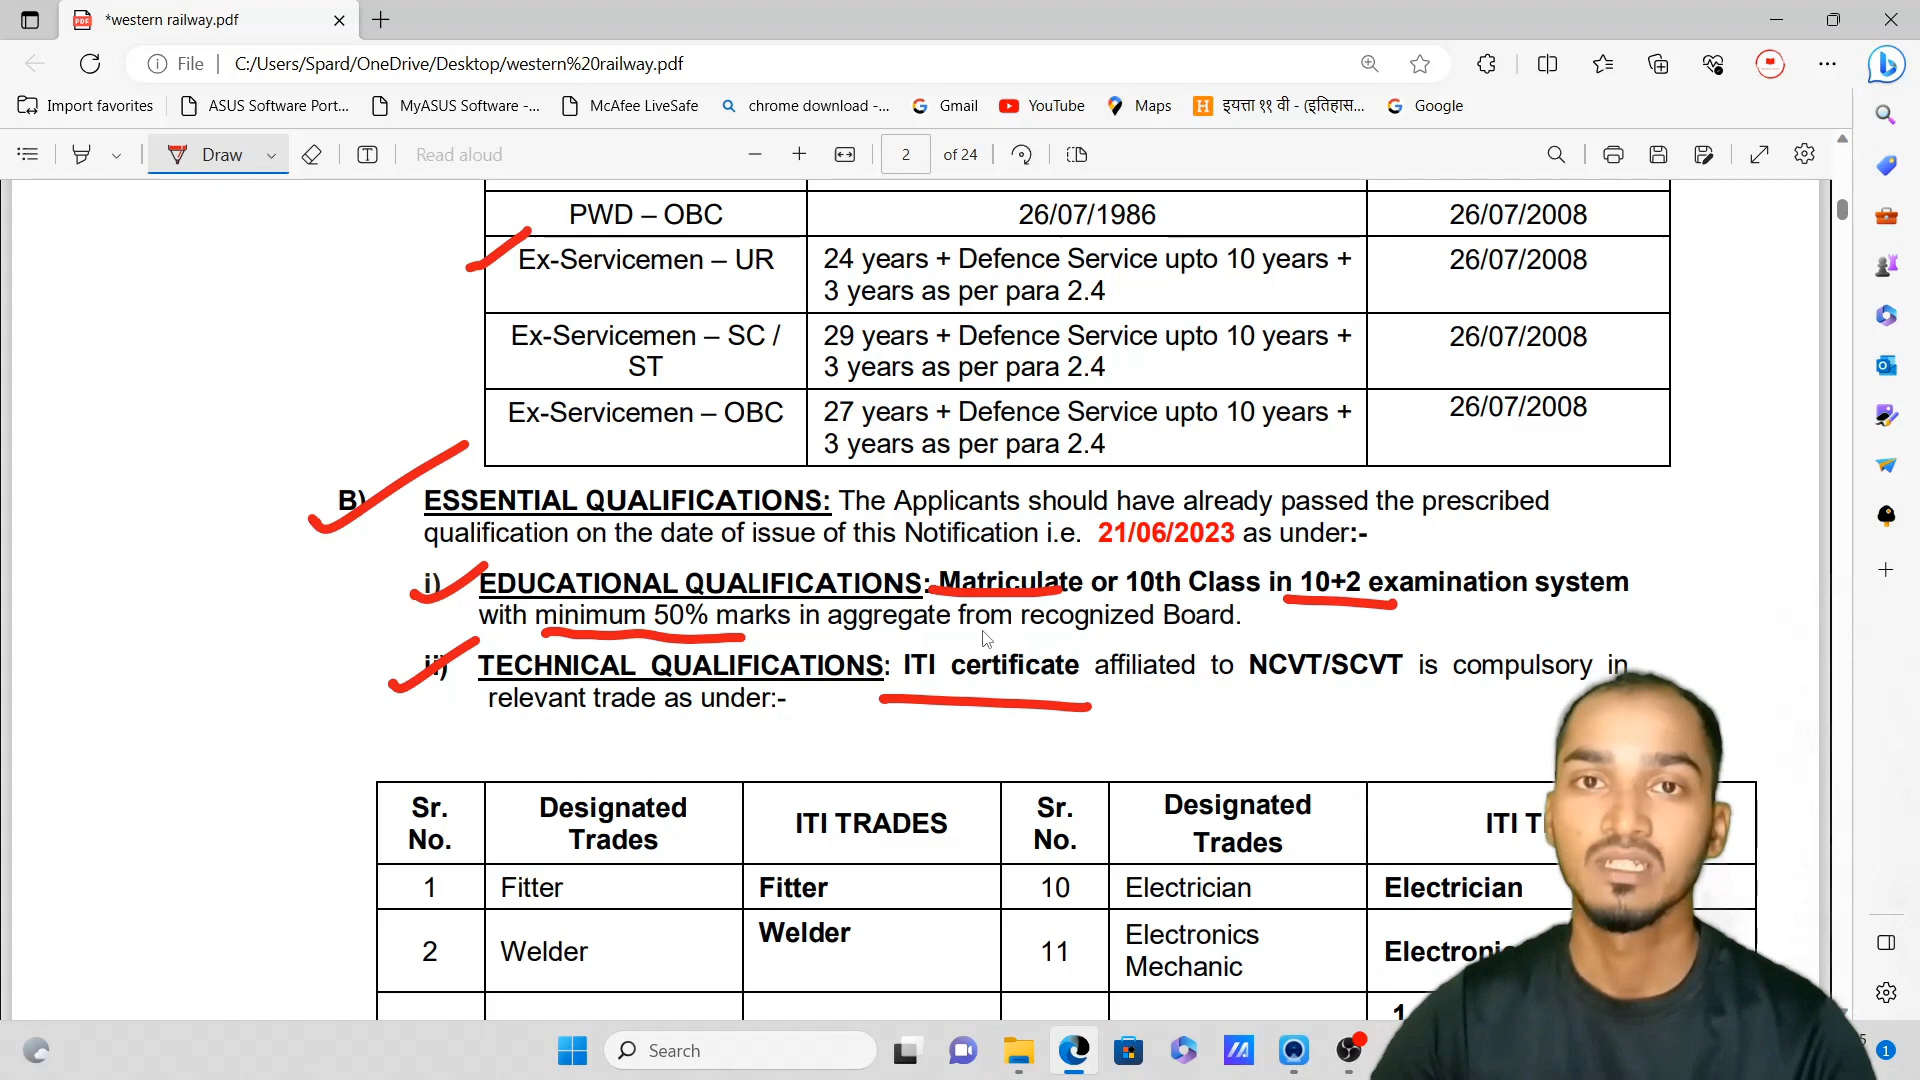 *western railway.pdf
File
C:/Users/Spard/OneDrive/Desktop/western%20railway.pdf
Import favorites
ASUS Software Port...
MyASUS Software -...
McAfee LiveSafe
chrome download -...
Gmail
YouTube
Maps
इयत्ता ११ वी - (इतिहास...
Google
Draw
Read aloud
2 of 24
PWD – OBC 26/07/1986 26/07/2008
Ex-Servicemen – UR 24 years + Defence Service upto 10 years + 26/07/2008
3 years as per para 2.4
Ex-Servicemen – SC / 29 years + Defence Service upto 10 years + 26/07/2008
ST 3 years as per para 2.4
Ex-Servicemen – OBC 27 years + Defence Service upto 10 years + 26/07/2008
3 years as per para 2.4
B) ESSENTIAL QUALIFICATIONS: The Applicants should have already passed the prescribed
qualification on the date of issue of this Notification i.e. 21/06/2023 as under:-
i) EDUCATIONAL QUALIFICATIONS: Matriculate or 10th Class in 10+2 examination system
with minimum 50% marks in aggregate from recognized Board.
ii) TECHNICAL QUALIFICATIONS: ITI certificate affiliated to NCVT/SCVT is compulsory in
relevant trade as under:-
Sr. No. Designated Trades ITI TRADES Sr. No. Designated Trades ITI T
1 Fitter Fitter 10 Electrician Electrician
2 Welder Welder 11 Electronics Mechanic
1
Search
1